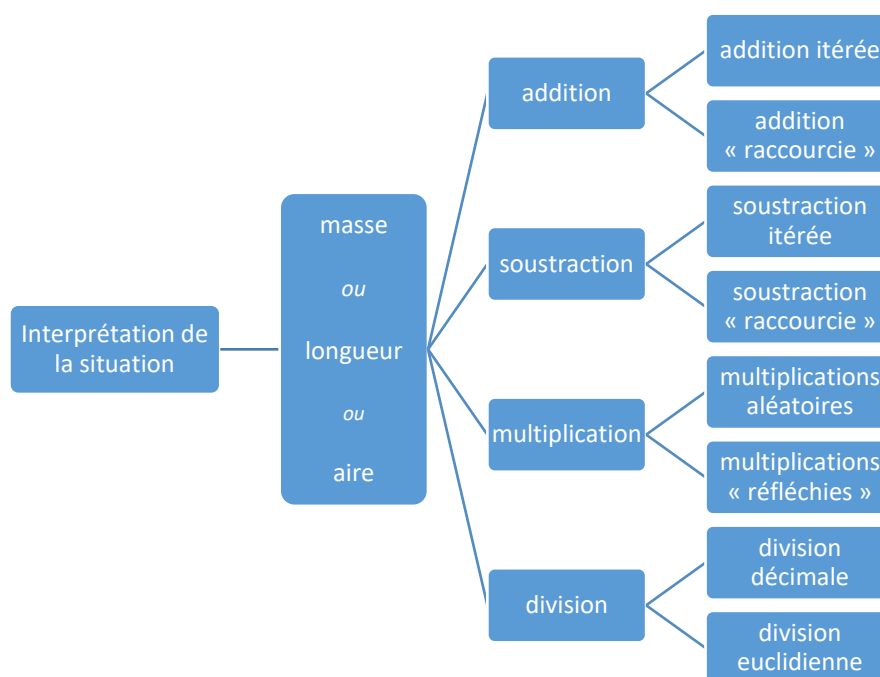 Interprétation de
la situation
masse
ou
longueur
ou
aire
addition
addition itérée
addition
« raccourcie »
soustraction
soustraction
itérée
soustraction
« raccourcie »
multiplication
multiplications
aléatoires
multiplications
« réfléchies »
division
division
décimale
division
euclidienne